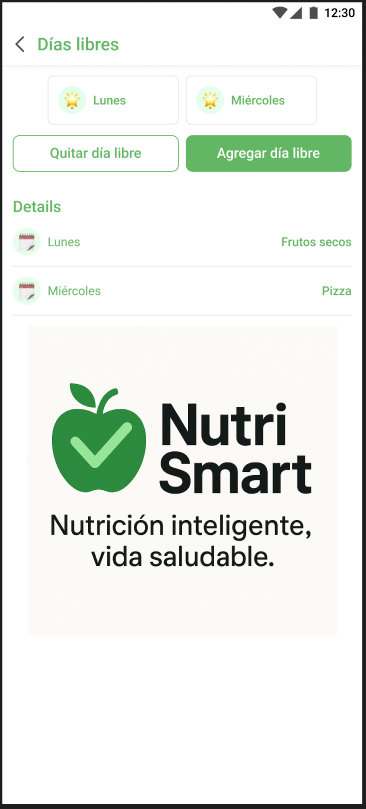 12:30
Días libres
Lunes
Miércoles
Quitar día libre
Agregar día libre
Details
Lunes
Frutos secos
Miércoles
Pizza
Nutri
Smart
Nutrición inteligente,
vida saludable.